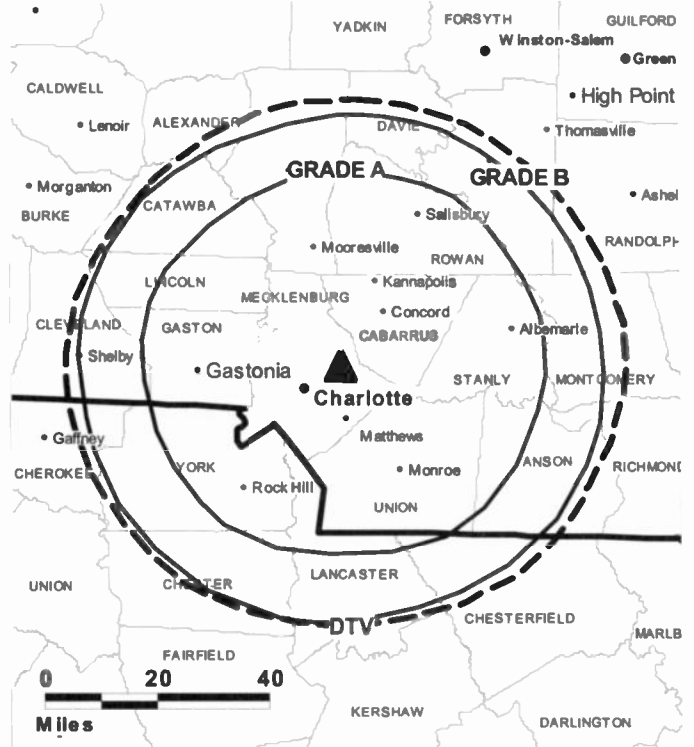 FORSYTH
GUILFORD
YADKIN
Winston-Salem
Green
CALDWELL
High Point
Lenoir
ALEXANDER
DAVIE
Thomasville
GRADE A
GRADE B
Morganton
Ashel
CATAWBA
BURKE
Salisbury
Mooresville
RANDOLPH
ROWAN
LINCOLN
Kannapolis
MECKLENBURG
Concord
CLEVELAND
GASTON
CABARRUS
Albemarle
Shelby
Gastonia
STANLY
MONTGOMERY
Charlotte
Gaffney
Matthews
CHEROKEE
YORK
Monroe
ANSON
RICHMOND
Rock Hill
UNION
LANCASTER
UNION
CHESTER
CHESTERFIELD
DTV
MARLB
FAIRFIELD
0 20 40
Miles
KERSHAW
DARLINGTON